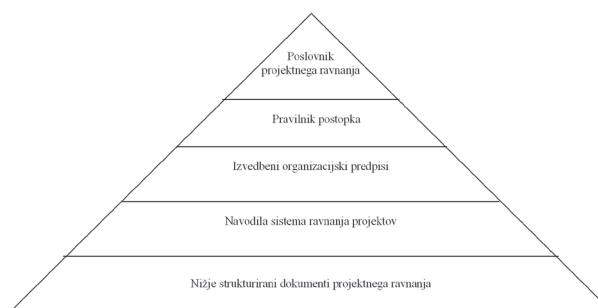 Poslovnik
projektnega ravnanja
Pravilnik postopka
Izvedbeni organizacijski predpisi
Navodila sistema ravnanja projektov
Nižje strukturirani dokumenti projektnega ravnanja